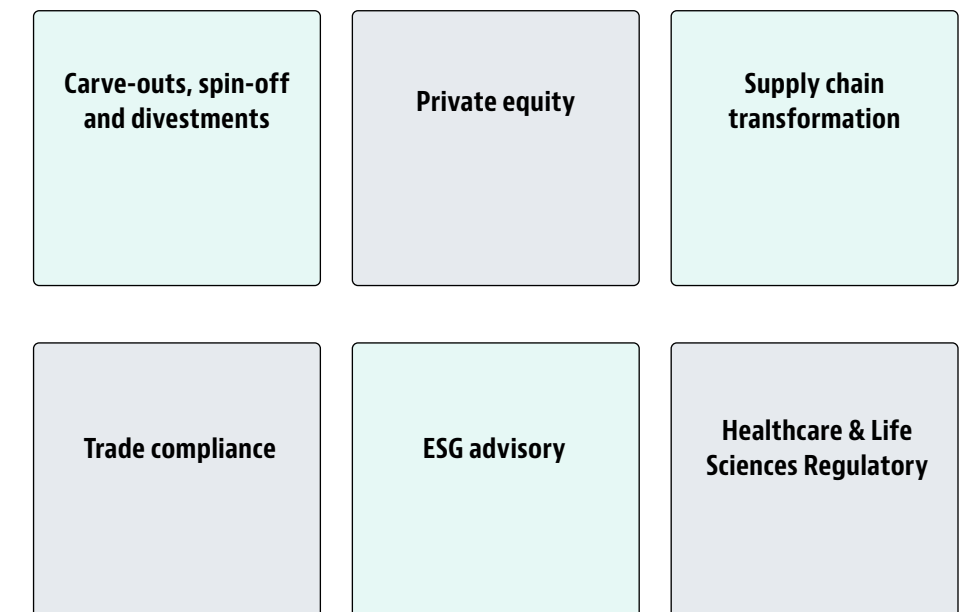 Carve-outs, spin-off
and divestments
Private equity
Supply chain
transformation
Trade compliance
ESG advisory
Healthcare & Life
Sciences Regulatory